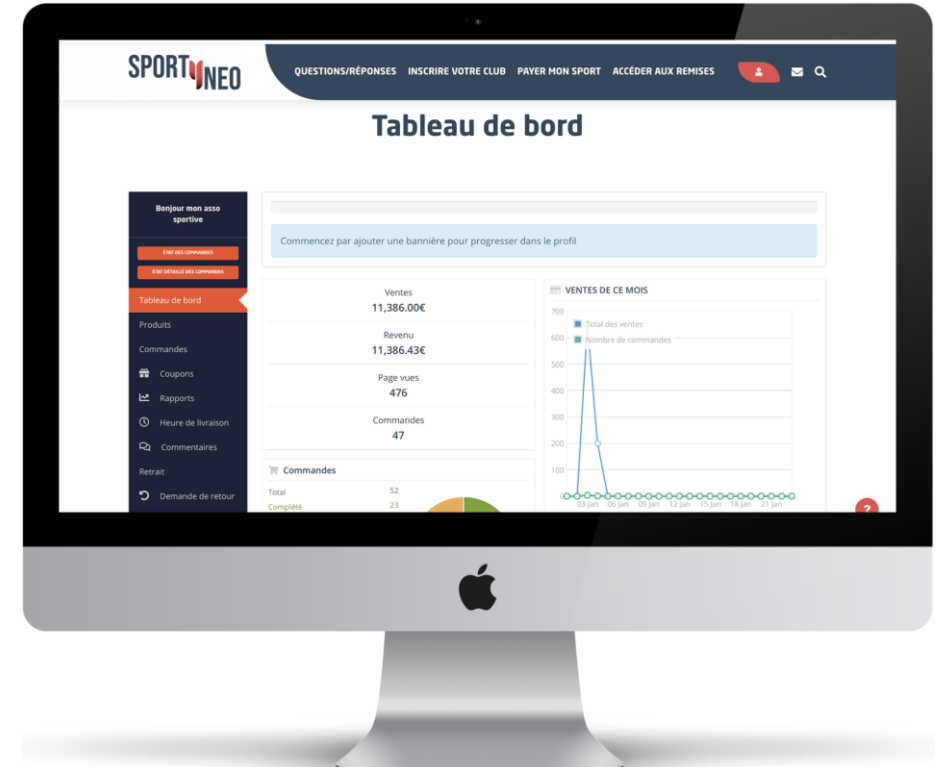 SPORTYNEO
QUESTIONS/RÉPONSES INSCRIRE VOTRE CLUB PAYER MON SPORT ACCÉDER AUX REMISES
Tableau de bord
Bonjour mon asso
sportive
ÉTAT DES COMMANDES
ÉTAT DÉTAILLÉ DES COMMANDES
Tableau de bord
Produits
Commandes
Coupons
Rapports
Heure de livraison
Commentaires
Retrait
Demande de retour
Commencez par ajouter une bannière pour progresser dans le profil
Ventes
11,386.00€
Revenu
11,386.43€
Page vues
476
Commandes
47
Commandes
Total 52
Complété 23
VENTES DE CE MOIS
Total des ventes
Nombre de commandes
700
600
500
400
300
200
100
0
03 Jan 06 Jan 09 Jan 12 Jan 15 Jan 18 Jan 21 Jan
?